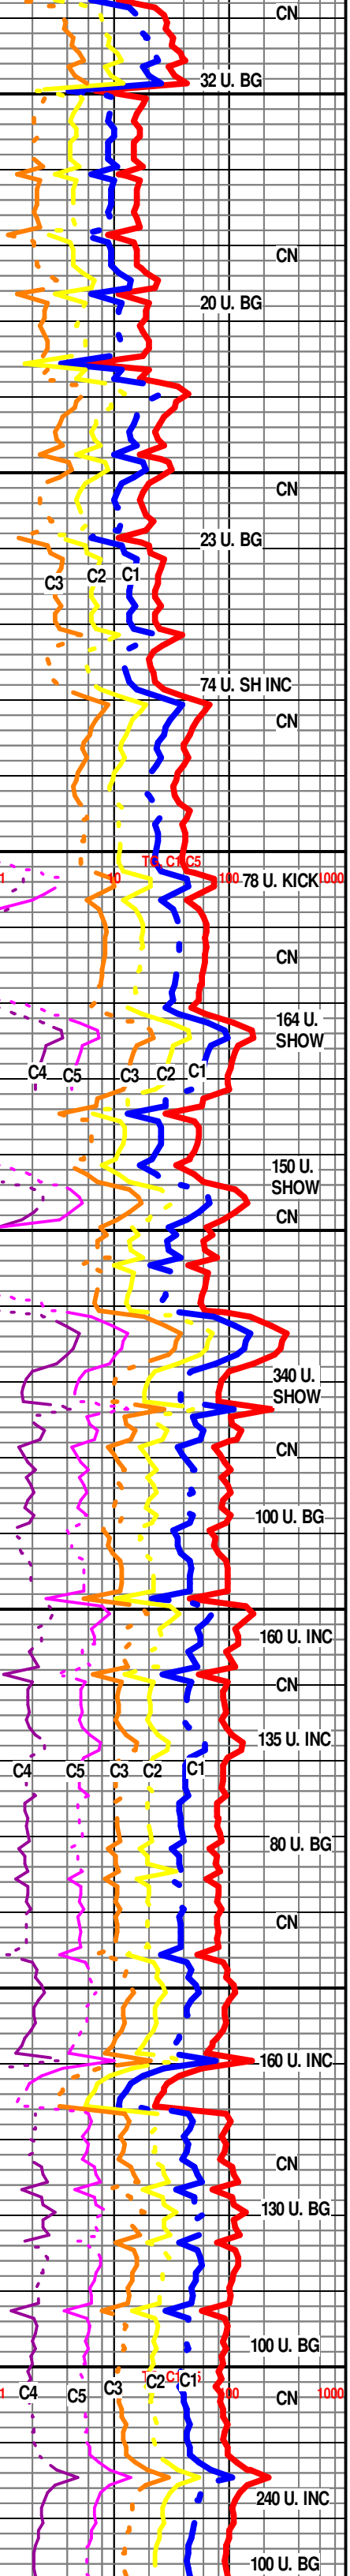 CN
32 U. BG
CN
20 U. BG
CN
23 U. BG
C3 C2 C1
74 U. SH INC
CN
1 10 TG, C1 C5 100 1000
78 U. KICK
CN
164 U.
SHOW
C4 C5 C3 C2 C1
150 U.
SHOW
CN
340 U.
SHOW
CN
100 U. BG
160 U. INC
CN
135 U. INC
C4 C5 C3 C2 C1
80 U. BG
CN
160 U. INC
CN
130 U. BG
100 U. BG
C4 C5 C3 C2 C1
1 100 1000
CN
240 U. INC
100 U. BG